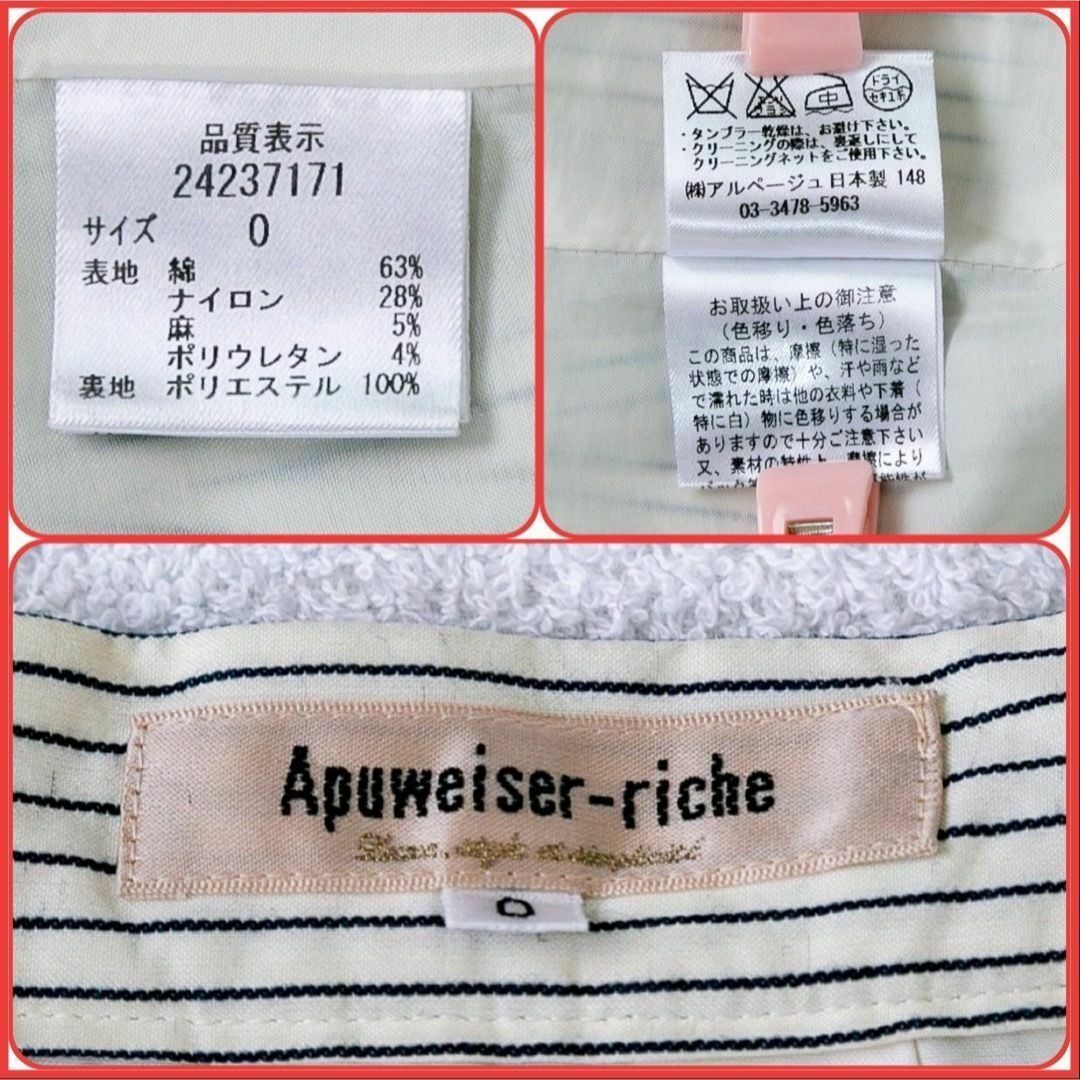 品質表示
24237171
サイズ 0
表地 綿 63%
ナイロン 28%
麻 5%
ポリウレタン 4%
裏地 ポリエステル 100%
中
ドライ
セキユ系
・タンブラー乾燥は、お避け下さい。
・クリーニングの際は、裏返しにして
クリーニングネットをご使用下さい。
㈱アルページュ日本製 148
03-3478-5963
お取扱い上の御注意
(色移り・色落ち)
この商品は、摩擦(特に湿った
状態での摩擦)や、汗や雨など
で濡れた時は他の衣料や下着(
特に白)物に色移りする場合が
ありますので十分ご注意下さい
又、素材の特性上、摩擦により
Apuweiser-riche
0